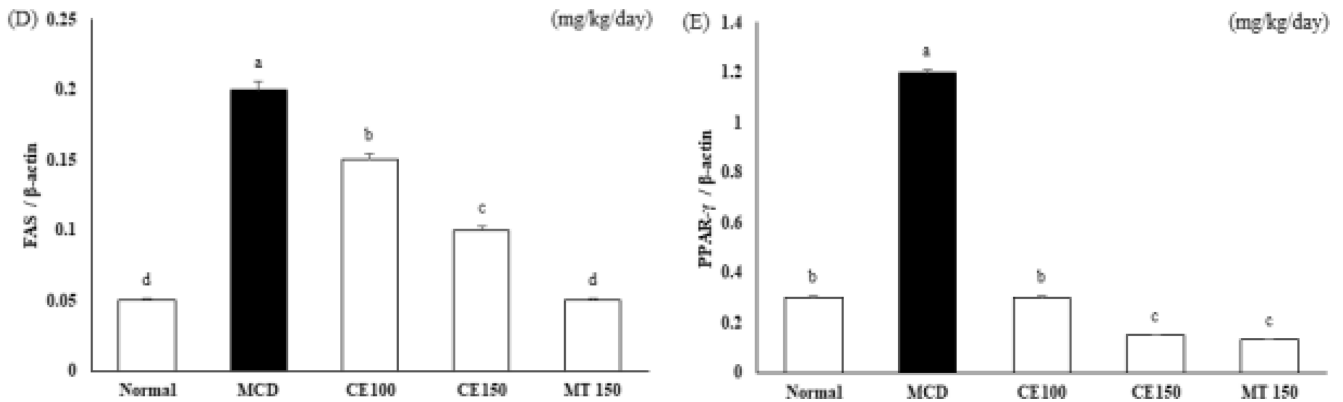 (D)
(mg/kg/day)
FAS / β-actin
0.25
0.2
0.15
0.1
0.05
0
d
a
b
c
d
Normal
MCD
CE100
CE150
MT 150
(E)
(mg/kg/day)
PPAR-γ / β-actin
1.4
1.2
1
0.8
0.6
0.4
0.2
0
b
a
b
c
c
Normal
MCD
CE100
CE150
MT 150